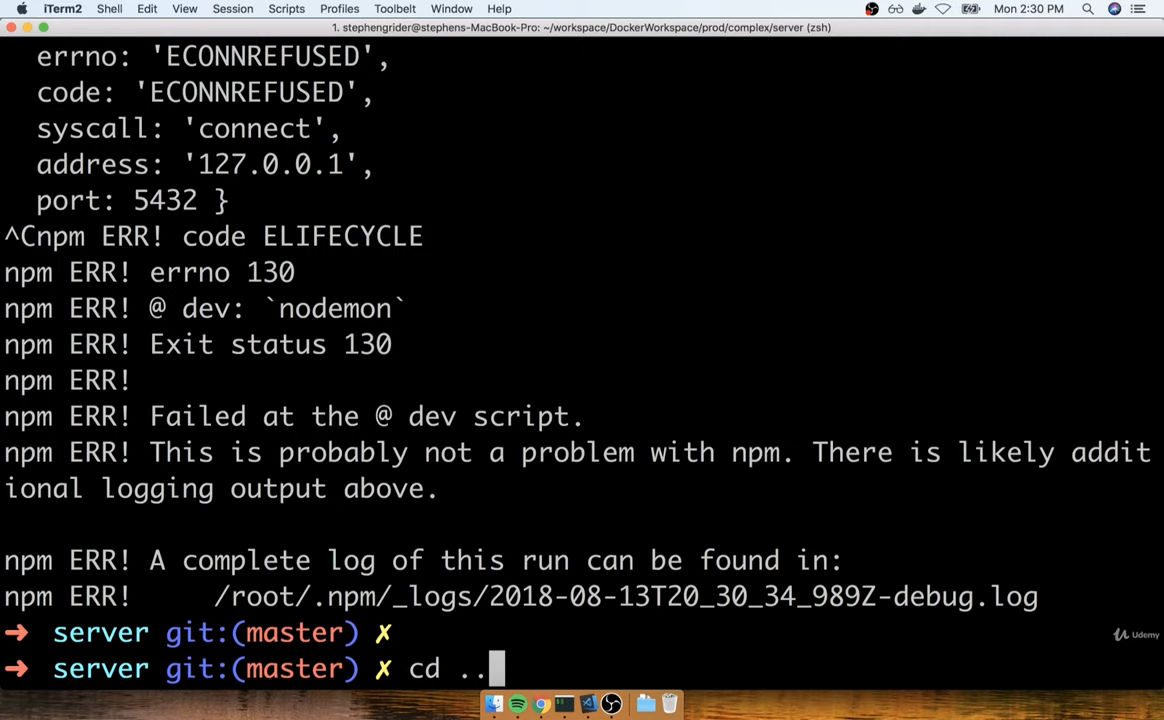 iTerm2 Shell Edit View Session Scripts Profiles Toolbelt Window Help Mon 2:30 PM
1. stephengrider@stephens-MacBook-Pro: ~/workspace/DockerWorkspace/prod/complex/server (zsh)
errno: 'ECONNREFUSED',
code: 'ECONNREFUSED',
syscall: 'connect',
address: '127.0.0.1',
port: 5432 }
^Cnpm ERR! code ELIFECYCLE
npm ERR! errno 130
npm ERR! @ dev: `nodemon`
npm ERR! Exit status 130
npm ERR!
npm ERR! Failed at the @ dev script.
npm ERR! This is probably not a problem with npm. There is likely addit
ional logging output above.
npm ERR! A complete log of this run can be found in:
npm ERR!     /root/.npm/_logs/2018-08-13T20_30_34_989Z-debug.log
➜ server git:(master) ✗
➜ server git:(master) ✗ cd ..
Udemy